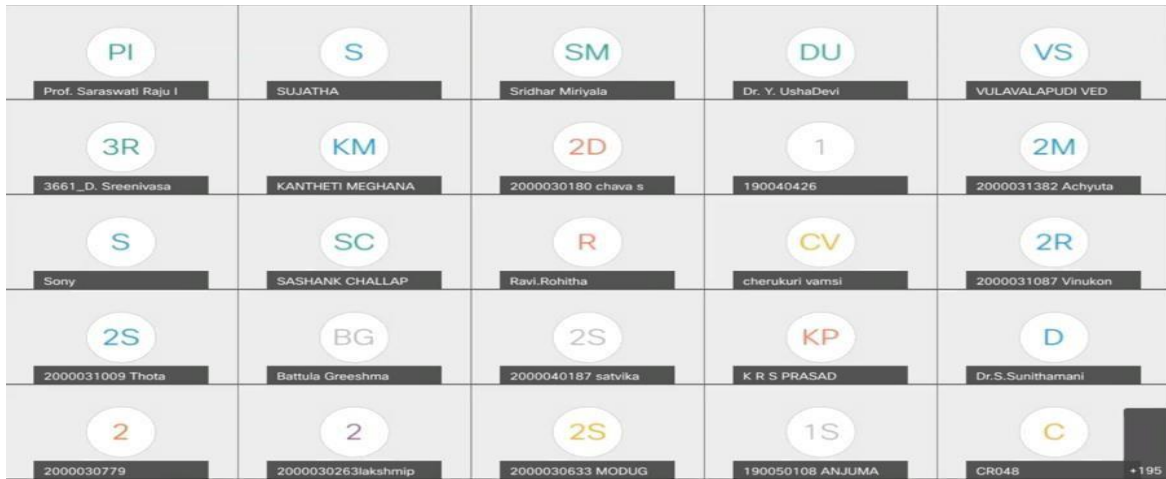 PI S SM DU VS
Prof. Saraswati Raju I SUJATHA Sridhar Miriyala Dr. Y. UshaDevi VULAVALAPUDI VED
3R KM 2D 1 2M
3661_D. Sreenivasa KANTHETI MEGHANA 2000030180 chava s 190040426 2000031382 Achyuta
S SC R CV 2R
Sony SASHANK CHALLAP Ravi.Rohitha cherukuri vamsi 2000031087 Vinukon
2S BG 2S KP D
2000031009 Thota Battula Greeshma 2000040187 satvika K R S PRASAD Dr.S.Sunithamani
2 2 2S 1S C
2000030779 2000030263lakshmip 2000030633 MODUG 190050108 ANJUMA CR048 +195